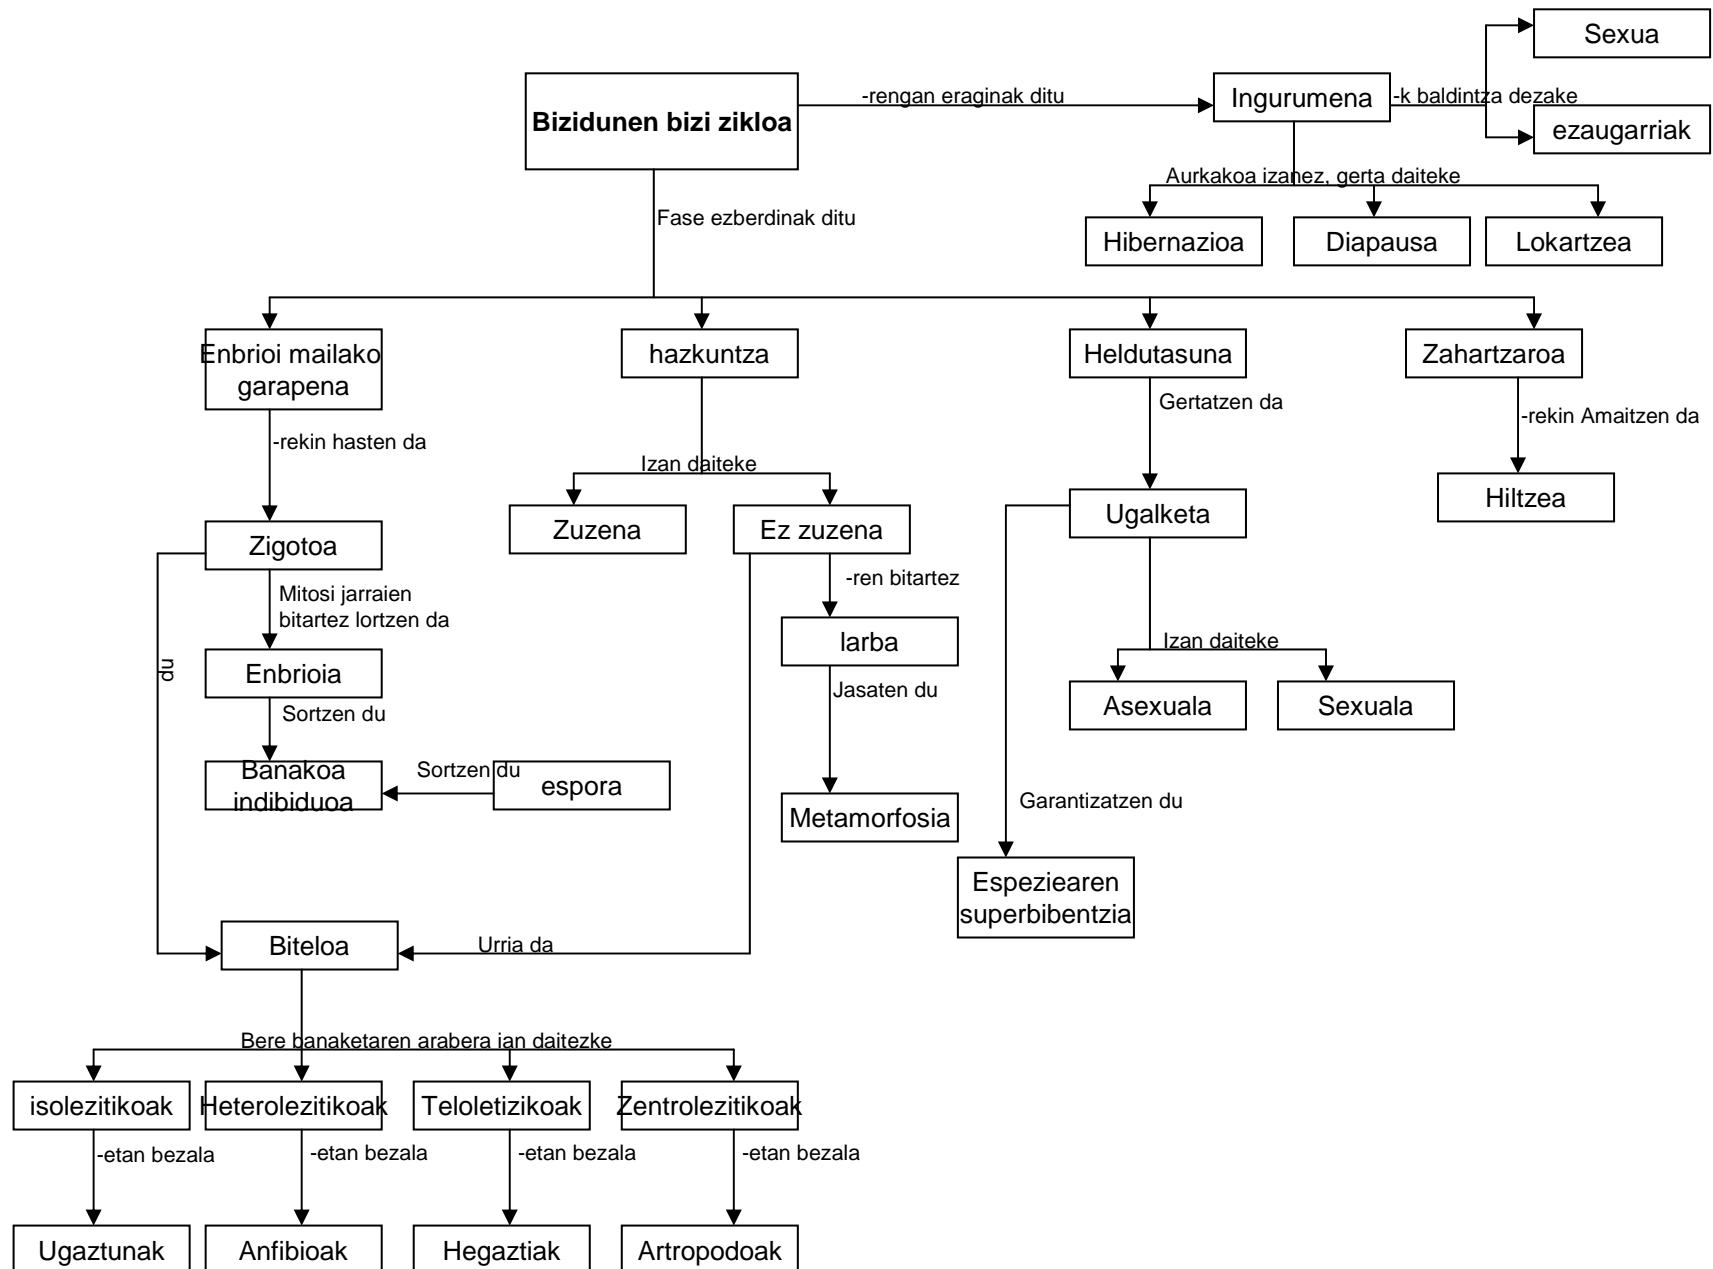 Sexua
Bizidunen bizi zikloa
-rengan eraginak ditu
Ingurumena
-k baldintza dezake
ezaugarriak
Aurkakoa izanez, gerta daiteke
Fase ezberdinak ditu
Hibernazioa
Diapausa
Lokartzea
Enbrioi mailako
garapena
hazkuntza
Heldutasuna
Zahartzaroa
-rekin hasten da
Gertatzen da
-rekin Amaitzen da
Izan daiteke
Zuzena
Ez zuzena
Ugalketa
Hiltzea
Zigotoa
Mitosi jarraien
bitartez lortzen da
-ren bitartez
du
Enbrioia
larba
Izan daiteke
Sortzen du
Jasaten du
Asexuala
Sexuala
Banakoa
indibiduoa
Sortzen du
espora
Metamorfosia
Garantizatzen du
Espeziearen
superbibentzia
Biteloa
Urria da
Bere banaketaren arabera ian daitezke
isolezitikoak
Heterolezitikoak
Teloletizikoak
Zentrolezitikoak
-etan bezala
-etan bezala
-etan bezala
-etan bezala
Ugaztunak
Anfibioak
Hegaztiak
Artropodoak